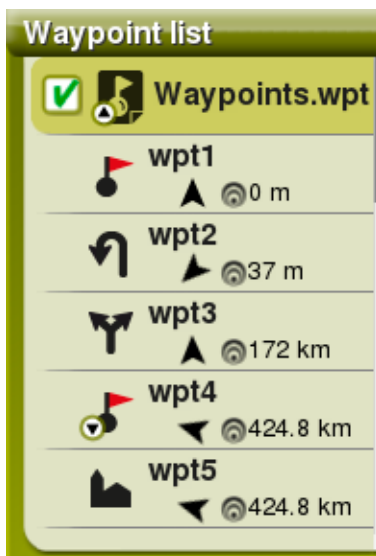 Waypoint list
Waypoints.wpt
wpt1
0 m
wpt2
37 m
wpt3
172 km
wpt4
424.8 km
wpt5
424.8 km